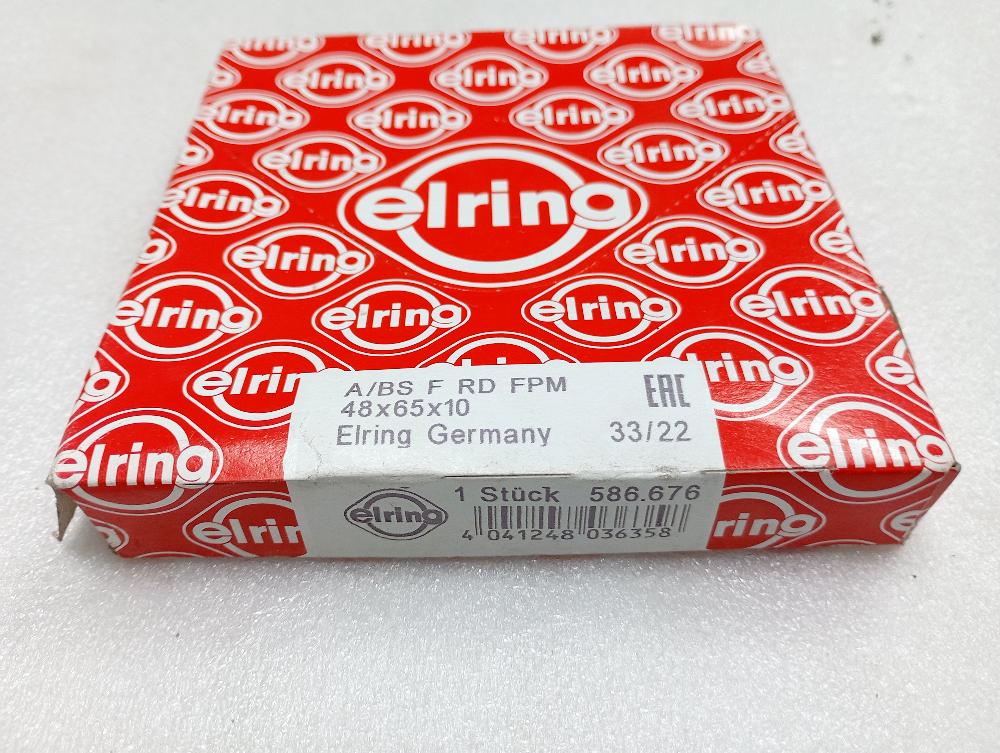 elring
A/BS F RD FPM EAC
48x65x10
Elring Germany 33/22
1 Stück 586.676
elring
4 041248 036358